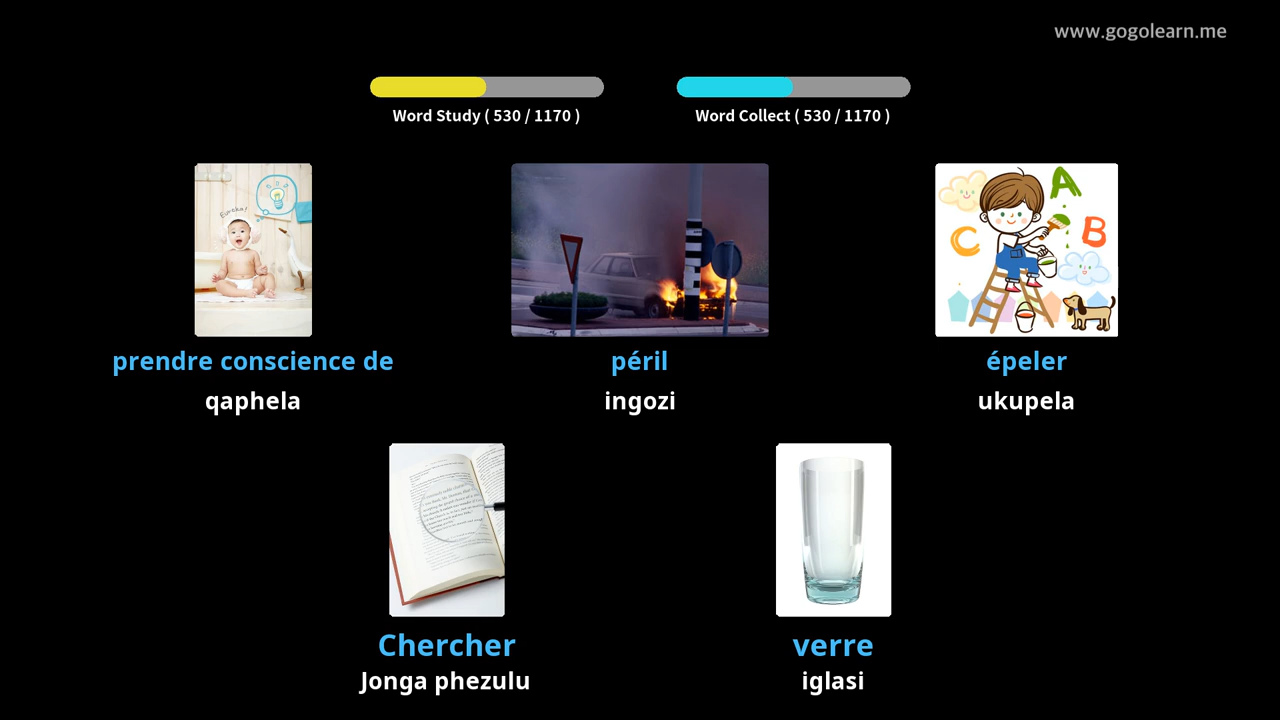 www.gogolearn.me
Word Study ( 530 / 1170 )
Word Collect ( 530 / 1170 )
Eureka!
A
B
C
prendre conscience de
péril
épeler
qaphela
ingozi
ukupela
Chercher
verre
Jonga phezulu
iglasi